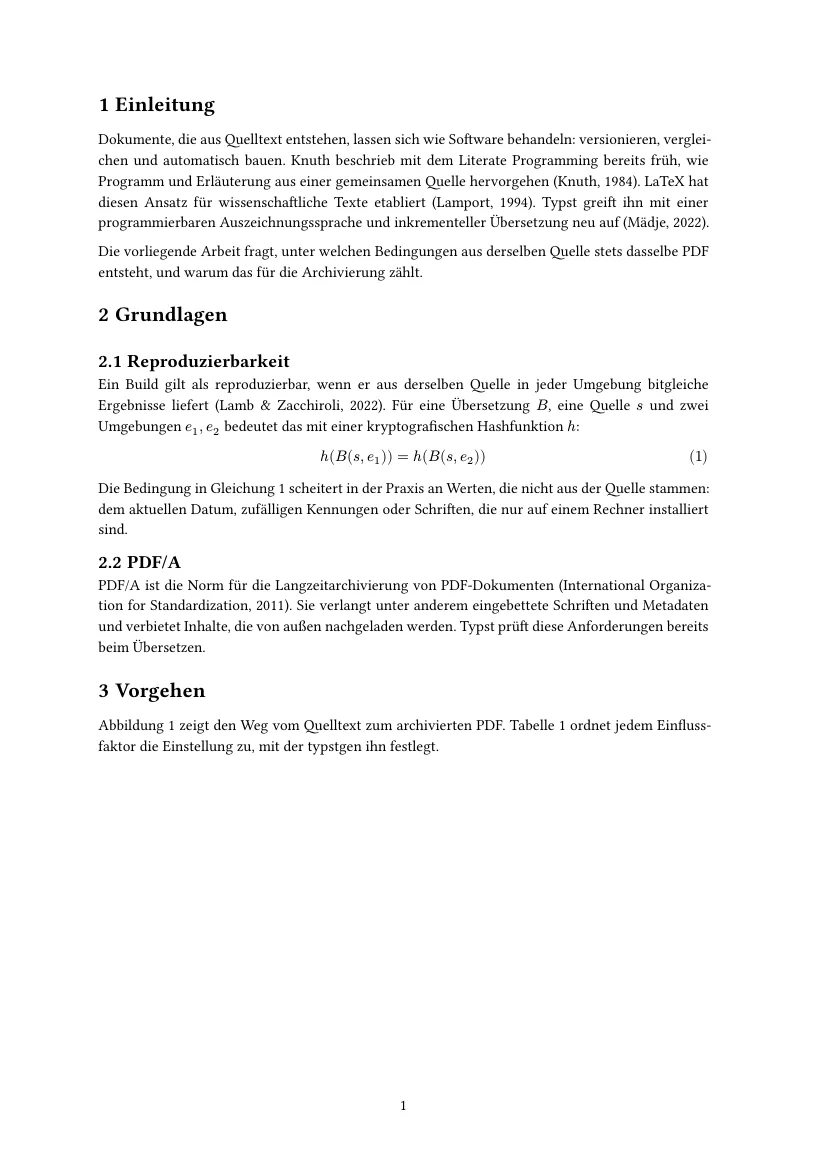 1 Einleitung
Dokumente, die aus Quelltext entstehen, lassen sich wie Software behandeln: versionieren, verglei-
chen und automatisch bauen. Knuth beschrieb mit dem Literate Programming bereits früh, wie
Programm und Erläuterung aus einer gemeinsamen Quelle hervorgehen (Knuth, 1984). LaTeX hat
diesen Ansatz für wissenschaftliche Texte etabliert (Lamport, 1994). Typst greift ihn mit einer
programmierbaren Auszeichnungssprache und inkrementeller Übersetzung neu auf (Mädje, 2022).
Die vorliegende Arbeit fragt, unter welchen Bedingungen aus derselben Quelle stets dasselbe PDF
entsteht, und warum das für die Archivierung zählt.
2 Grundlagen
2.1 Reproduzierbarkeit
Ein Build gilt als reproduzierbar, wenn er aus derselben Quelle in jeder Umgebung bitgleiche
Ergebnisse liefert (Lamb & Zacchiroli, 2022). Für eine Übersetzung B, eine Quelle s und zwei
Umgebungen e₁, e₂ bedeutet das mit einer kryptografischen Hashfunktion h:
h(B(s, e₁)) = h(B(s, e₂)) (1)
Die Bedingung in Gleichung 1 scheitert in der Praxis an Werten, die nicht aus der Quelle stammen:
dem aktuellen Datum, zufälligen Kennungen oder Schriften, die nur auf einem Rechner installiert
sind.
2.2 PDF/A
PDF/A ist die Norm für die Langzeitarchivierung von PDF-Dokumenten (International Organiza-
tion for Standardization, 2011). Sie verlangt unter anderem eingebettete Schriften und Metadaten
und verbietet Inhalte, die von außen nachgeladen werden. Typst prüft diese Anforderungen bereits
beim Übersetzen.
3 Vorgehen
Abbildung 1 zeigt den Weg vom Quelltext zum archivierten PDF. Tabelle 1 ordnet jedem Einfluss-
faktor die Einstellung zu, mit der typstgen ihn festlegt.
1